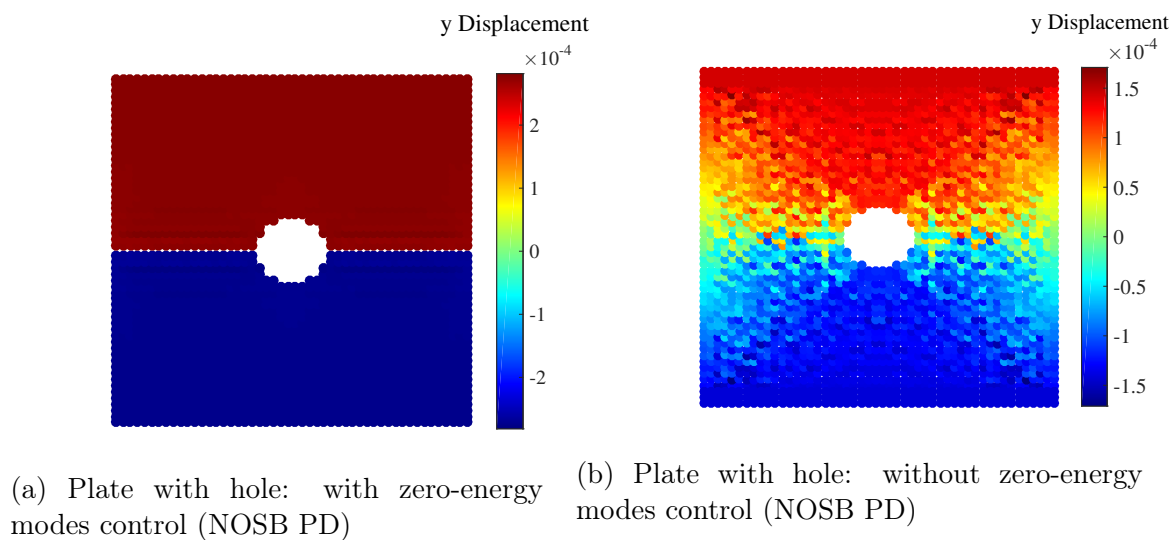 y Displacement
×10⁻⁴
2
1
0
-1
-2
(a) Plate with hole: with zero-energy
modes control (NOSB PD)
y Displacement
×10⁻⁴
1.5
1
0.5
0
-0.5
-1
-1.5
(b) Plate with hole: without zero-energy
modes control (NOSB PD)